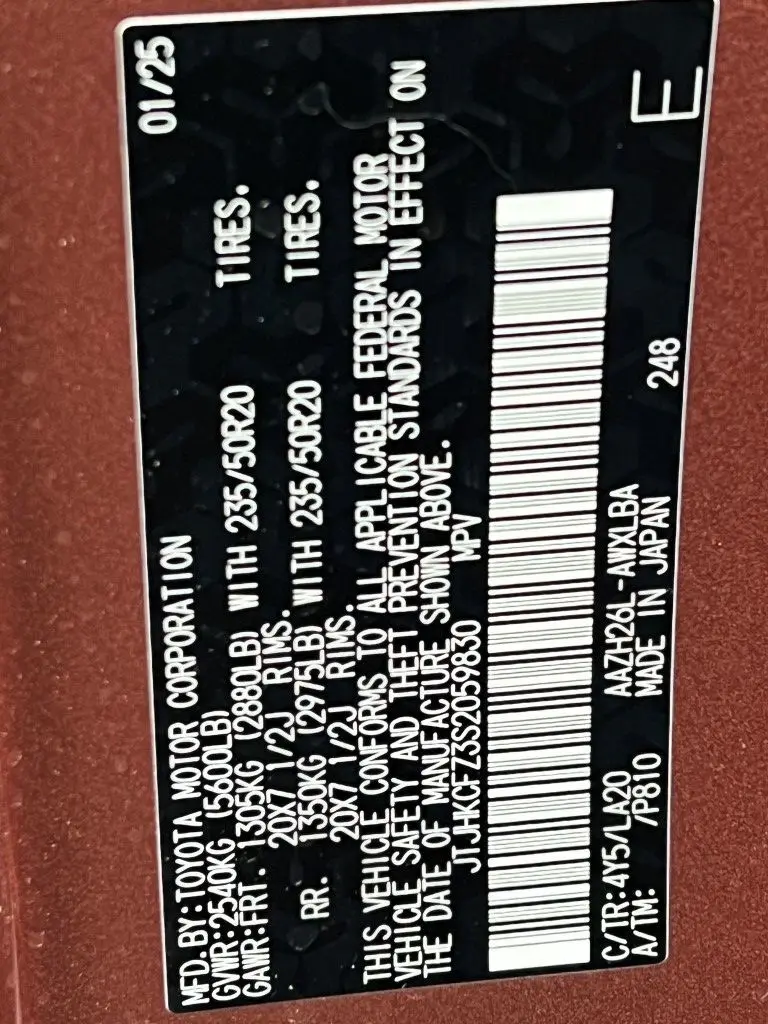 MFD.BY:TOYOTA MOTOR CORPORATION 01/25
GVWR:2540KG (5600LB)
GAWR:FRT. 1305KG (2880LB) WITH 235/50R20 TIRES.
20X7 1/2J RIMS.
RR. 1350KG (2975LB) WITH 235/50R20 TIRES.
20X7 1/2J RIMS.
THIS VEHICLE CONFORMS TO ALL APPLICABLE FEDERAL MOTOR
VEHICLE SAFETY AND THEFT PREVENTION STANDARDS IN EFFECT ON
THE DATE OF MANUFACTURE SHOWN ABOVE.
JTJHKCFZ3S2059830 MPV
C/TR:4Y5/LA20 AAZH26L-AWXLBA
A/TM: /P810 MADE IN JAPAN 248 E